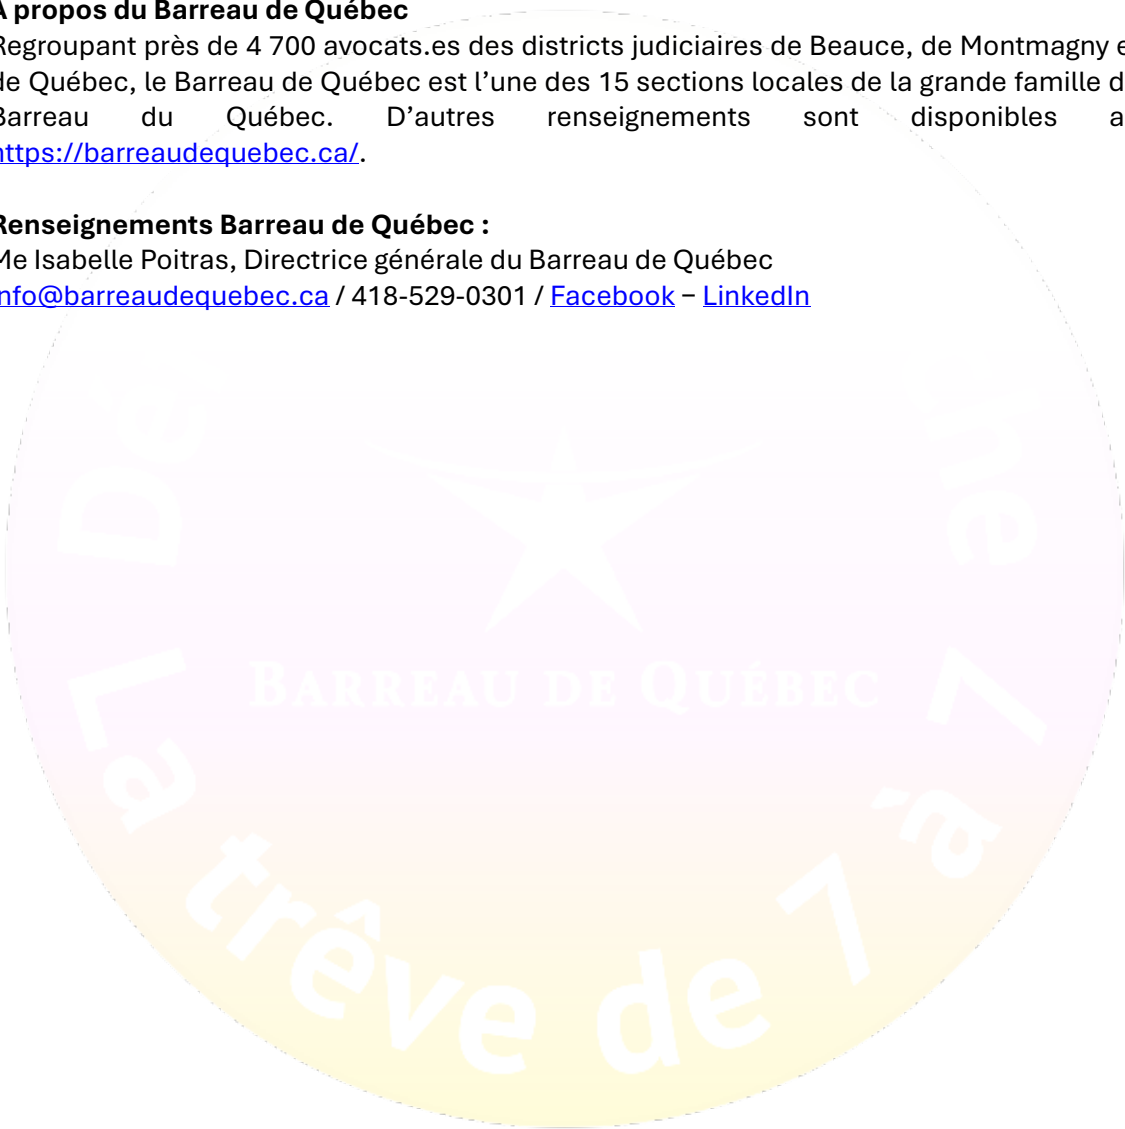 À propos du Barreau de Québec
Regroupant près de 4 700 avocats.es des districts judiciaires de Beauce, de Montmagny e
de Québec, le Barreau de Québec est l’une des 15 sections locales de la grande famille d
Barreau du Québec. D’autres renseignements sont disponibles a
https://barreaudequebec.ca/.
Renseignements Barreau de Québec :
Me Isabelle Poitras, Directrice générale du Barreau de Québec
info@barreaudequebec.ca / 418-529-0301 / Facebook – LinkedIn
BARREAU DE QUÉBEC
La trêve de 7 à 7